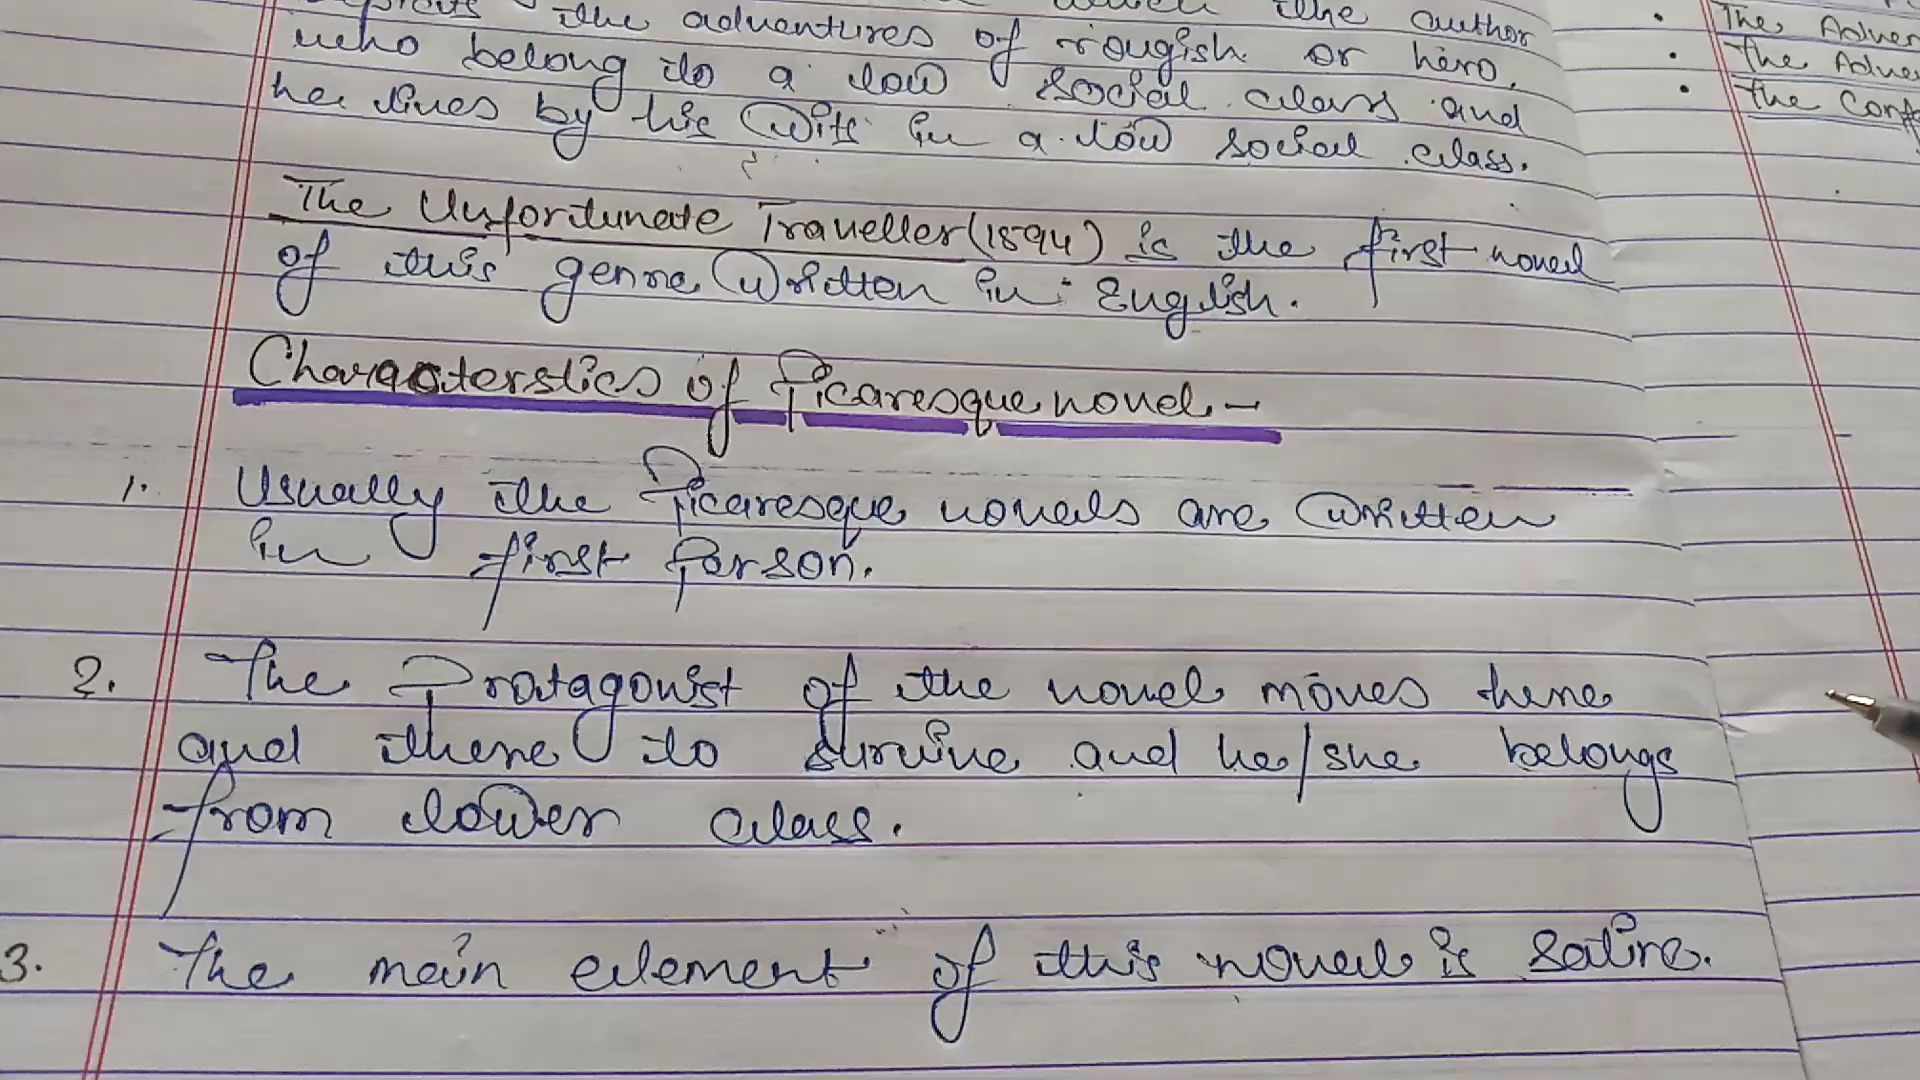 the adventures of rougish or hero,
who belong to a low social class and
he lives by his wits in a low social class.
The Unfortunate Traveller (1594) is the first novel
of this genre written in English.
Characterstics of Picaresque novel -
1. Usually the Picaresque novels are written
in first person.
2. The Protagonist of the novel moves here
and there to survive and he/she belongs
from lower class.
3. The main element of this novel is satire.
• The
• The
• The